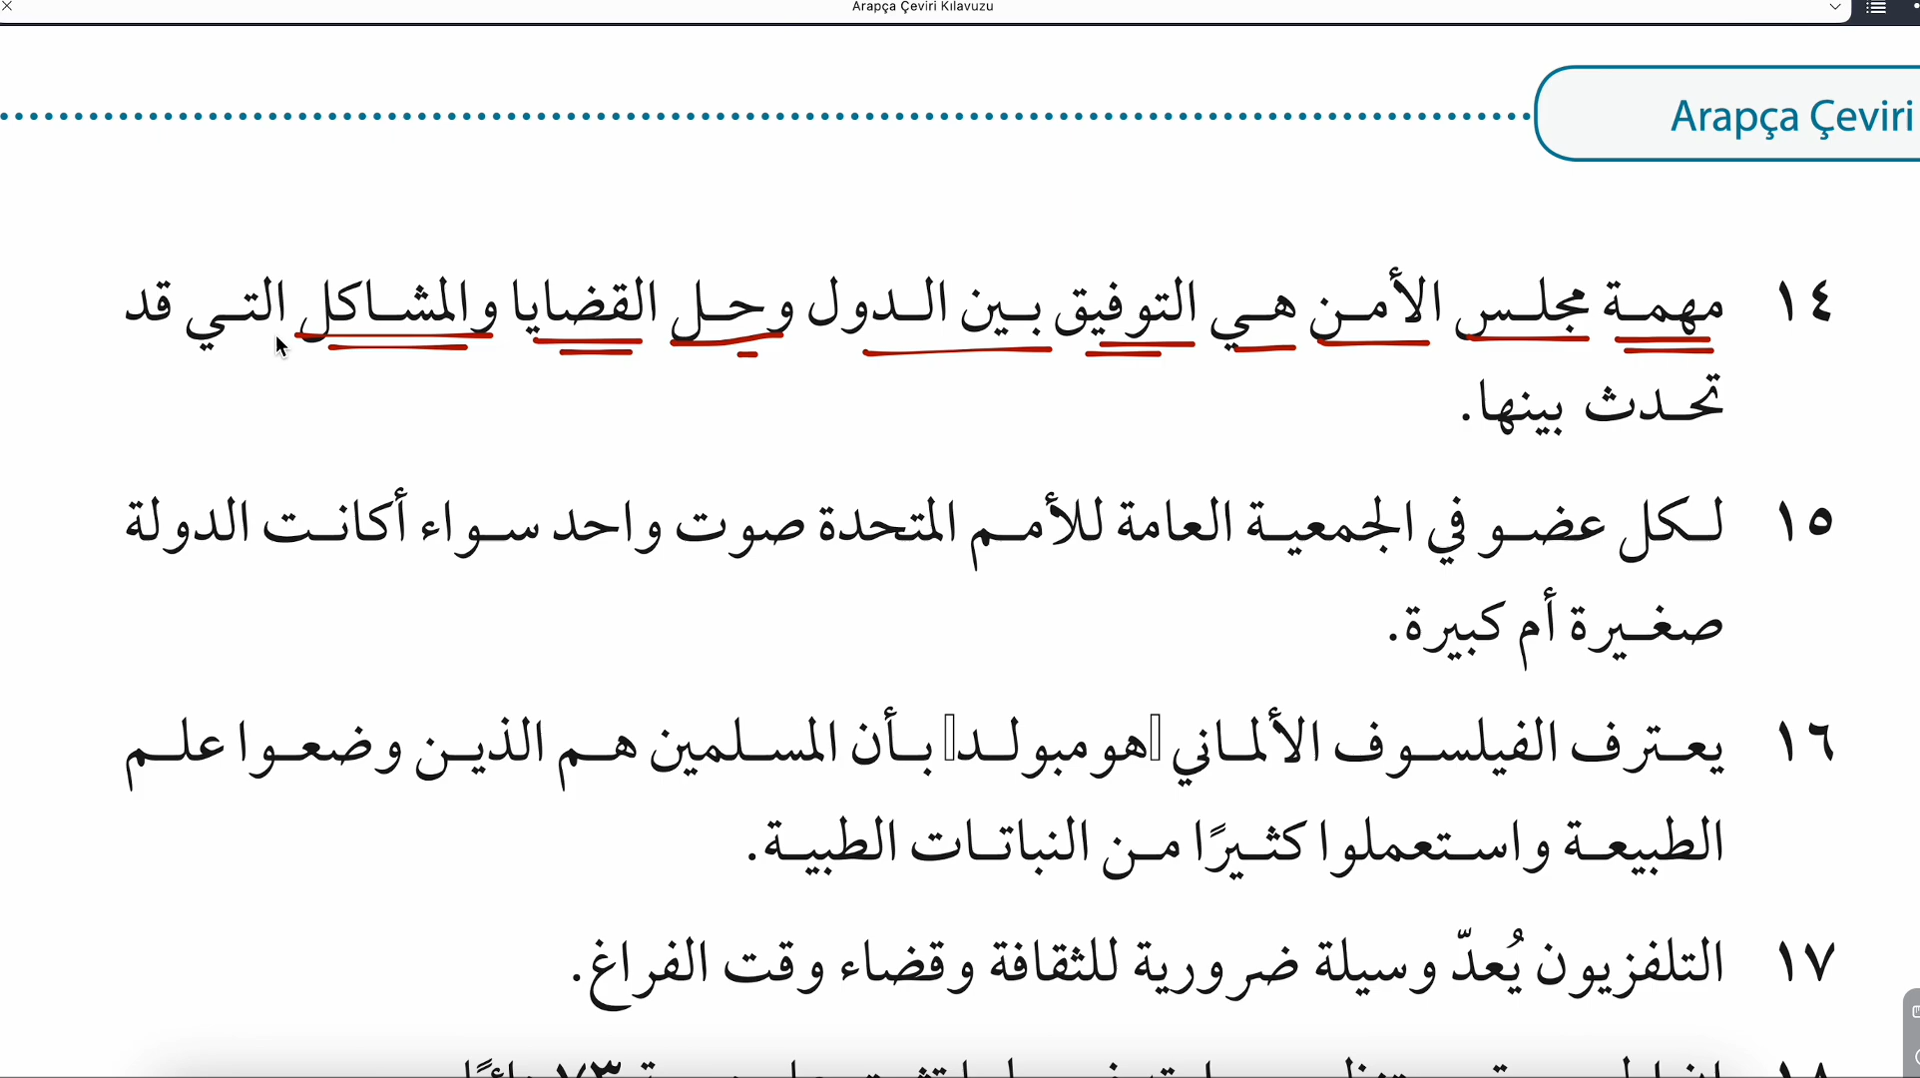 Arapça Çeviri Kılavuzu
Arapça Çeviri
١٤ مهمة مجلس الأمن هي التوفيق بين الدول وحل القضايا والمشاكل التي قد
تحدث بينها.
١٥ لكل عضو في الجمعية العامة للأمم المتحدة صوت واحد سواء أكانت الدولة
صغيرة أم كبيرة.
١٦ يعترف الفيلسوف الألماني ▯هومبولد▯ بأن المسلمين هم الذين وضعوا علم
الطبيعة واستعملوا كثيرًا من النباتات الطبية.
١٧ التلفزيون يُعدّ وسيلة ضرورية للثقافة وقضاء وقت الفراغ.